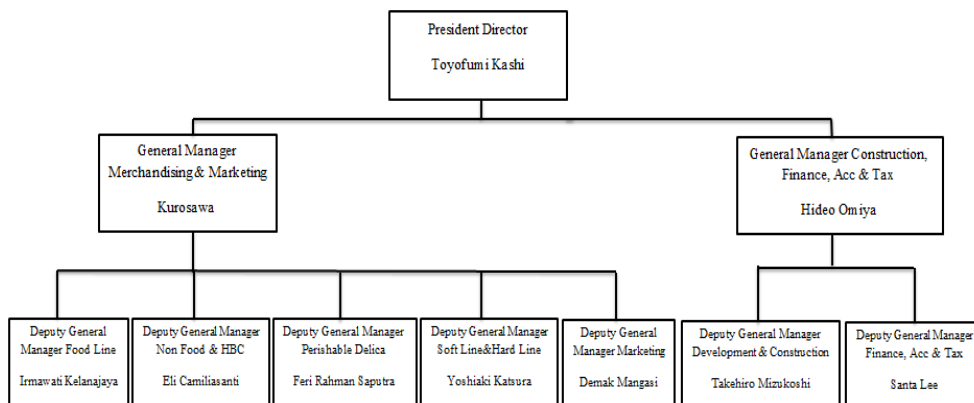 President Director
Toyofumi Kashi
General Manager
Merchandising & Marketing
Kurosawa
General Manager Construction,
Finance, Acc & Tax
Hideo Omiya
Deputy General
Manager Food Line
Irmawati Kelanajaya
Deputy General Manager
Non Food & HBC
Eli Camiliasanti
Deputy General Manager
Perishable Delica
Feri Rahman Saputra
Deputy General Manager
Soft Line&Hard Line
Yoshiaki Katsura
Deputy General
Manager Marketing
Demak Mangasi
Deputy General Manager
Development & Construction
Takehiro Mizukoshi
Deputy General Manager
Finance, Acc & Tax
Santa Lee